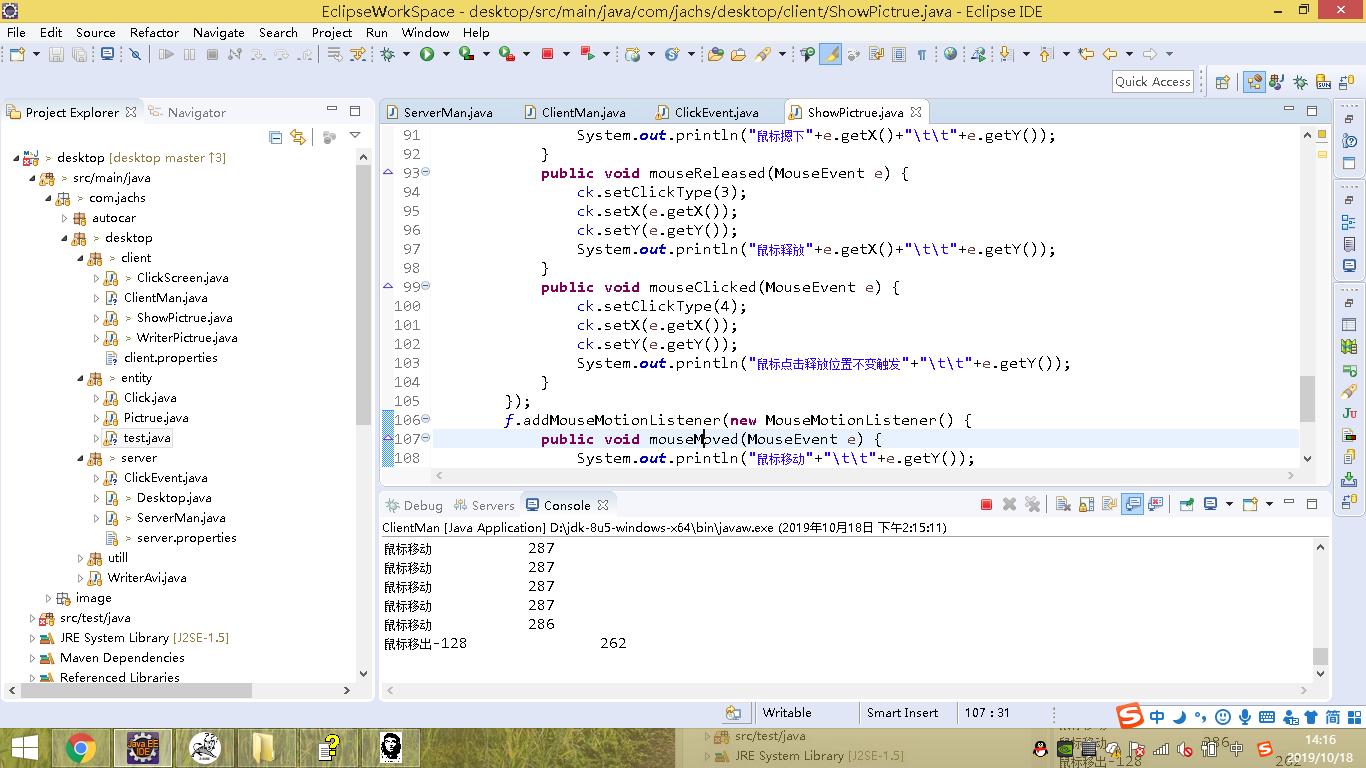 EclipseWorkSpace - desktop/src/main/java/com/jachs/desktop/client/ShowPictrue.java - Eclipse IDE
File Edit Source Refactor Navigate Search Project Run Window Help
Quick Access
Project Explorer Navigator
> desktop [desktop master ↑3]
> src/main/java
> com.jachs
autocar
> desktop
> client
> ClickScreen.java
ClientMan.java
> ShowPictrue.java
> WriterPictrue.java
client.properties
> entity
Click.java
Pictrue.java
test.java
> server
ClickEvent.java
> Desktop.java
> ServerMan.java
> server.properties
utill
WriterAvi.java
image
src/test/java
JRE System Library [J2SE-1.5]
Maven Dependencies
Referenced Libraries
ServerMan.java ClientMan.java ClickEvent.java ShowPictrue.java
91 System.out.println("鼠标摁下"+e.getX()+"\t\t"+e.getY());
92 }
93 public void mouseReleased(MouseEvent e) {
94 ck.setClickType(3);
95 ck.setX(e.getX());
96 ck.setY(e.getY());
97 System.out.println("鼠标释放"+e.getX()+"\t\t"+e.getY());
98 }
99 public void mouseClicked(MouseEvent e) {
100 ck.setClickType(4);
101 ck.setX(e.getX());
102 ck.setY(e.getY());
103 System.out.println("鼠标点击释放位置不变触发"+"\t\t"+e.getY());
104 }
105 });
106 f.addMouseMotionListener(new MouseMotionListener() {
107 public void mouseMoved(MouseEvent e) {
108 System.out.println("鼠标移动"+"\t\t"+e.getY());
Debug Servers Console
ClientMan [Java Application] D:\jdk-8u5-windows-x64\bin\javaw.exe (2019年10月18日 下午2:15:11)
鼠标移动 287
鼠标移动 287
鼠标移动 287
鼠标移动 287
鼠标移动 286
鼠标移出-128 262
Writable Smart Insert 107 : 31
中 简
src/test/java
JRE System Library [J2SE-1.5]
286
鼠标移出-128 262
中
14:16
2019/10/18